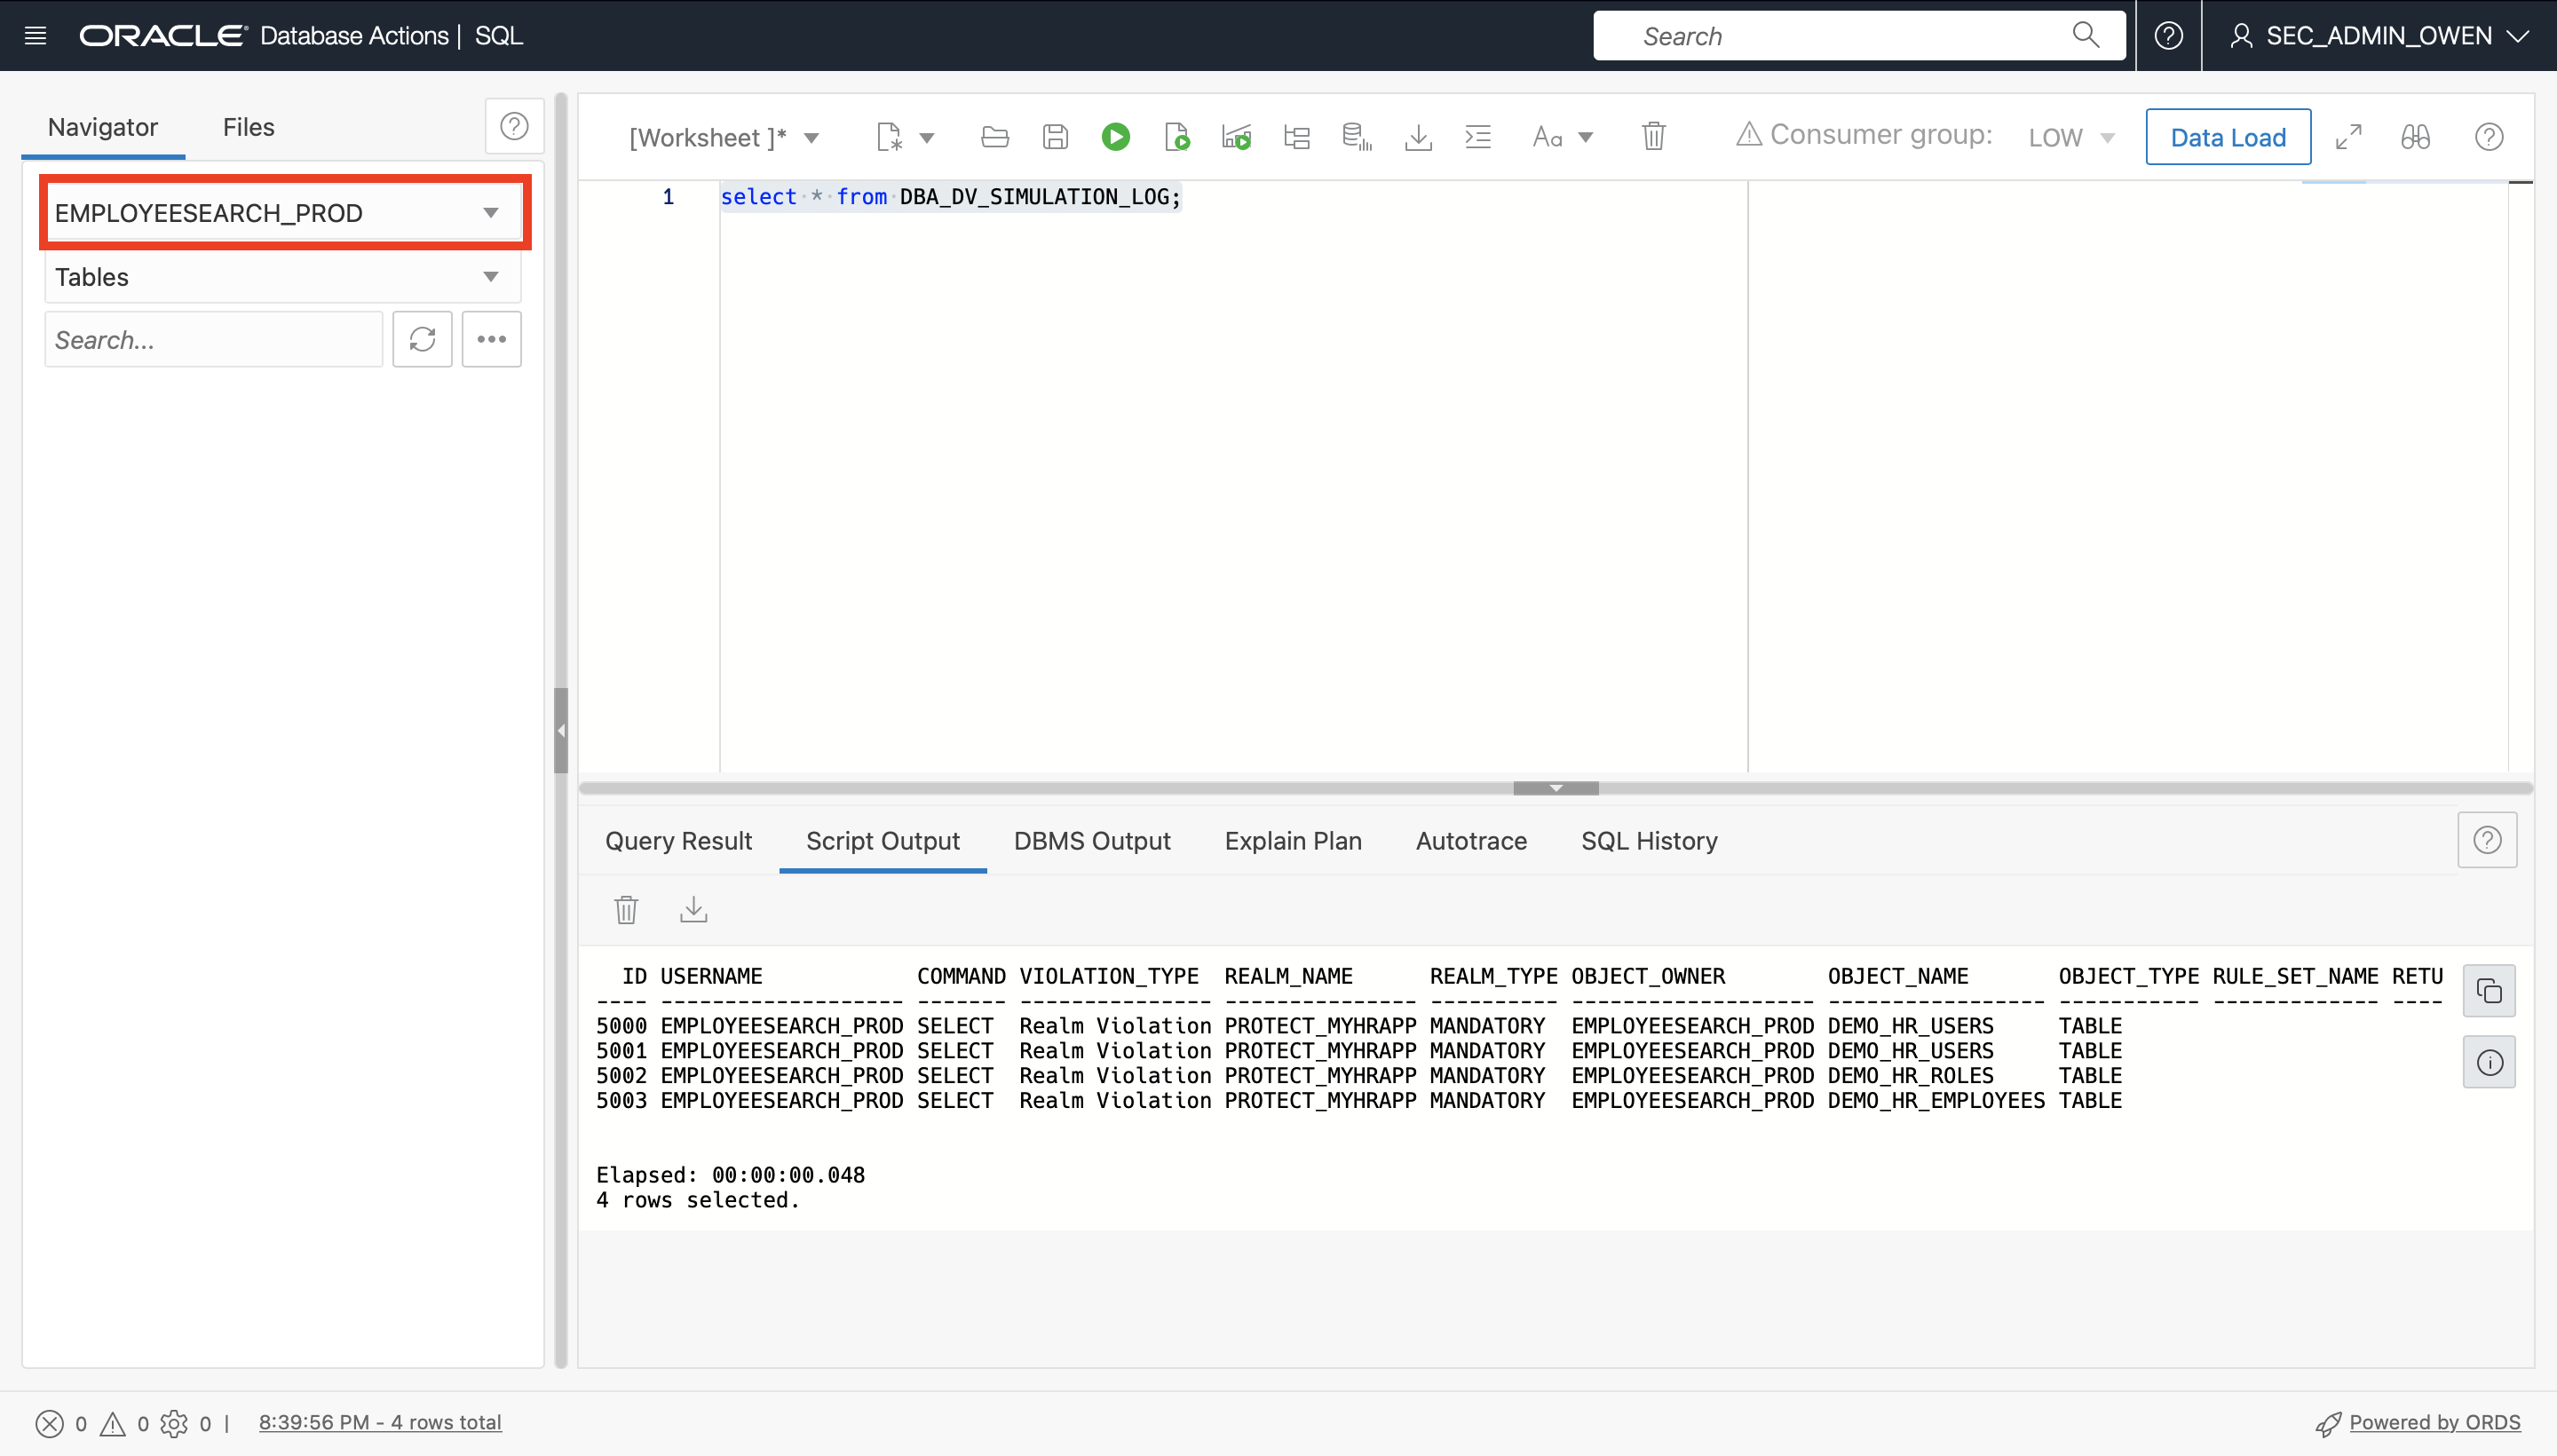 ORACLE Database Actions | SQL
Search
SEC_ADMIN_OWEN
Navigator
Files
EMPLOYEESEARCH_PROD
Tables
Search...
[Worksheet ]*
Aa
Consumer group:
LOW
Data Load
1
select * from DBA_DV_SIMULATION_LOG;
Query Result
Script Output
DBMS Output
Explain Plan
Autotrace
SQL History
ID USERNAME COMMAND VIOLATION_TYPE REALM_NAME REALM_TYPE OBJECT_OWNER OBJECT_NAME OBJECT_TYPE RULE_SET_NAME RETU
---- ------------------- ------- --------------- --------------- ---------- ------------------- ----------------- ----------- ------------- ----
5000 EMPLOYEESEARCH_PROD SELECT Realm Violation PROTECT_MYHRAPP MANDATORY EMPLOYEESEARCH_PROD DEMO_HR_USERS TABLE
5001 EMPLOYEESEARCH_PROD SELECT Realm Violation PROTECT_MYHRAPP MANDATORY EMPLOYEESEARCH_PROD DEMO_HR_USERS TABLE
5002 EMPLOYEESEARCH_PROD SELECT Realm Violation PROTECT_MYHRAPP MANDATORY EMPLOYEESEARCH_PROD DEMO_HR_ROLES TABLE
5003 EMPLOYEESEARCH_PROD SELECT Realm Violation PROTECT_MYHRAPP MANDATORY EMPLOYEESEARCH_PROD DEMO_HR_EMPLOYEES TABLE
Elapsed: 00:00:00.048
4 rows selected.
0 0 0 | 8:39:56 PM - 4 rows total
Powered by ORDS